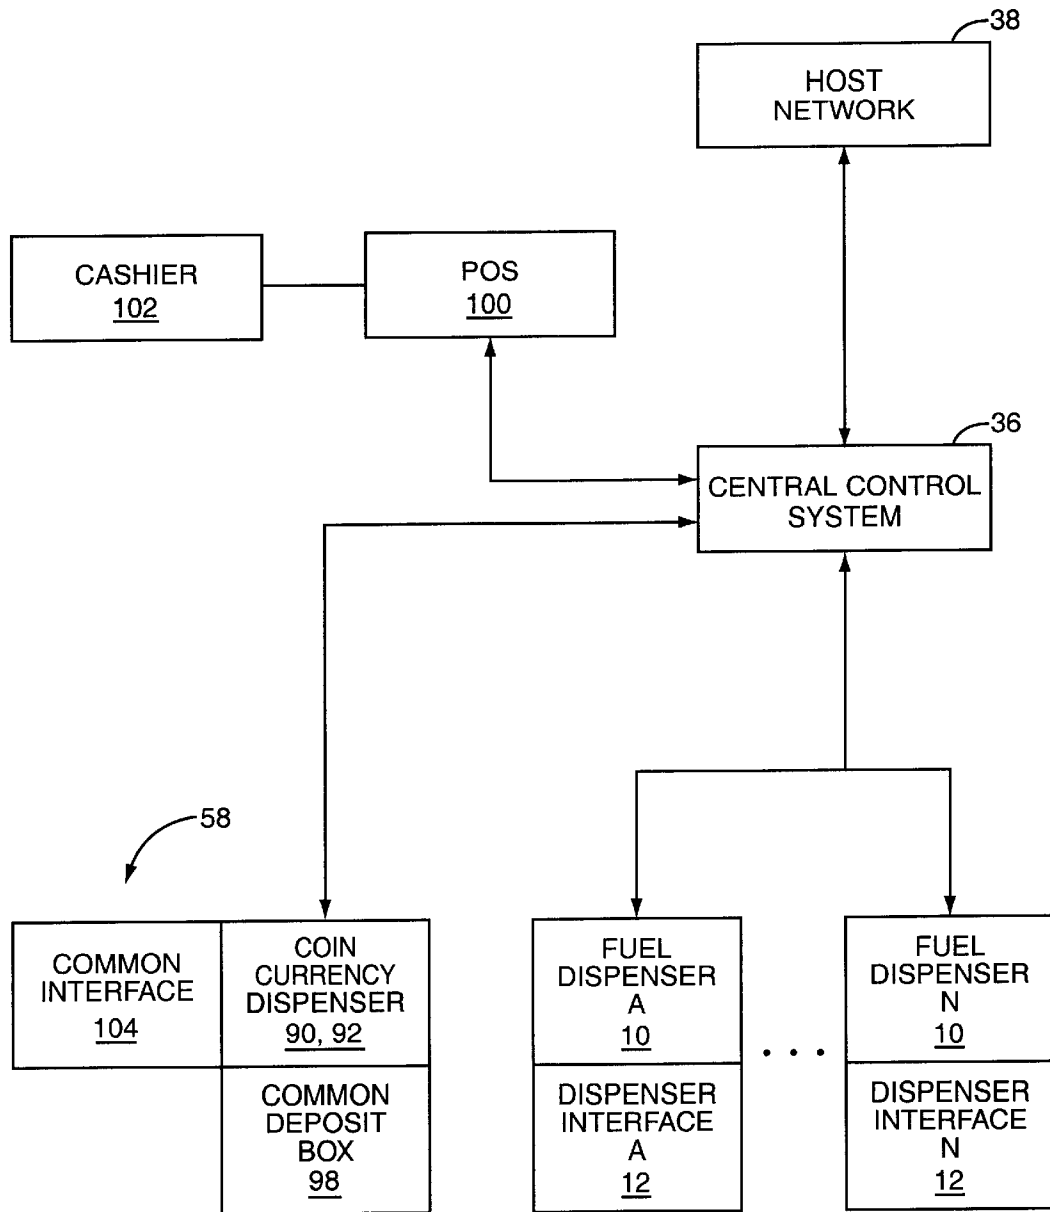 38
HOST
NETWORK
CASHIER
102
POS
100
36
CENTRAL CONTROL
SYSTEM
58
COMMON
INTERFACE
104
COIN
CURRENCY
DISPENSER
90, 92
COMMON
DEPOSIT
BOX
98
FUEL
DISPENSER
A
10
DISPENSER
INTERFACE
A
12
. . .
FUEL
DISPENSER
N
10
DISPENSER
INTERFACE
N
12